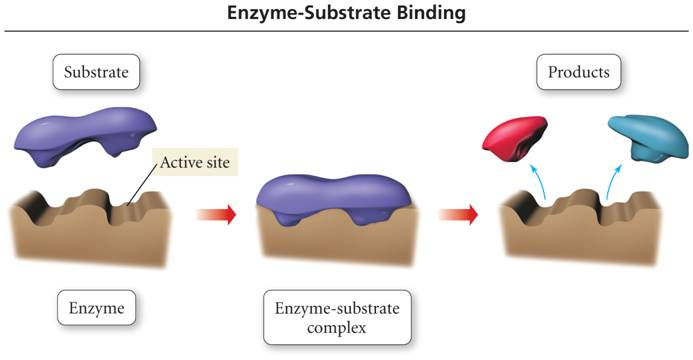 Enzyme-Substrate Binding
Substrate
Products
Active site
Enzyme
Enzyme-substrate
complex